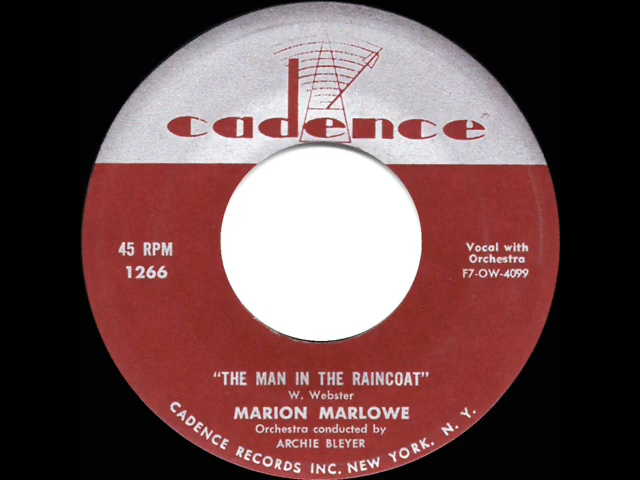 cadence
45 RPM
1266
Vocal with
Orchestra
F7-OW-4099
"THE MAN IN THE RAINCOAT"
W. Webster
MARION MARLOWE
Orchestra conducted by
ARCHIE BLEYER
CADENCE RECORDS INC. NEW YORK, N. Y.